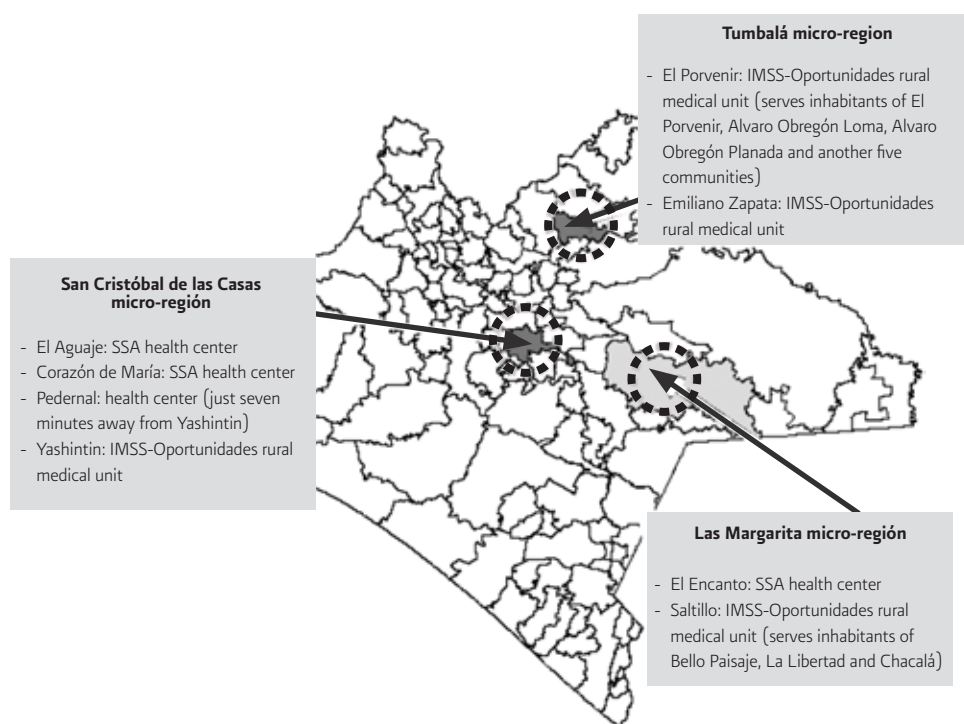 Tumbalá micro-region
- El Porvenir: IMSS-Oportunidades rural
medical unit (serves inhabitants of El
Porvenir, Alvaro Obregón Loma, Alvaro
Obregón Planada and another five
communities)
- Emiliano Zapata: IMSS-Oportunidades
rural medical unit
San Cristóbal de las Casas
micro-región
- El Aguaje: SSA health center
- Corazón de María: SSA health center
- Pedernal: health center (just seven
minutes away from Yashintin)
- Yashintin: IMSS-Oportunidades rural
medical unit
Las Margarita micro-región
- El Encanto: SSA health center
- Saltillo: IMSS-Oportunidades rural
medical unit (serves inhabitants of
Bello Paisaje, La Libertad and Chacalá)